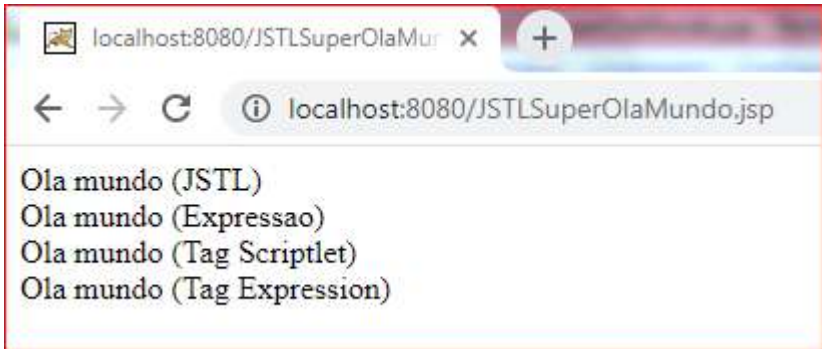 localhost:8080/JSTLSuperOlaMur
localhost:8080/JSTLSuperOlaMundo.jsp
Ola mundo (JSTL)
Ola mundo (Expressao)
Ola mundo (Tag Scriptlet)
Ola mundo (Tag Expression)